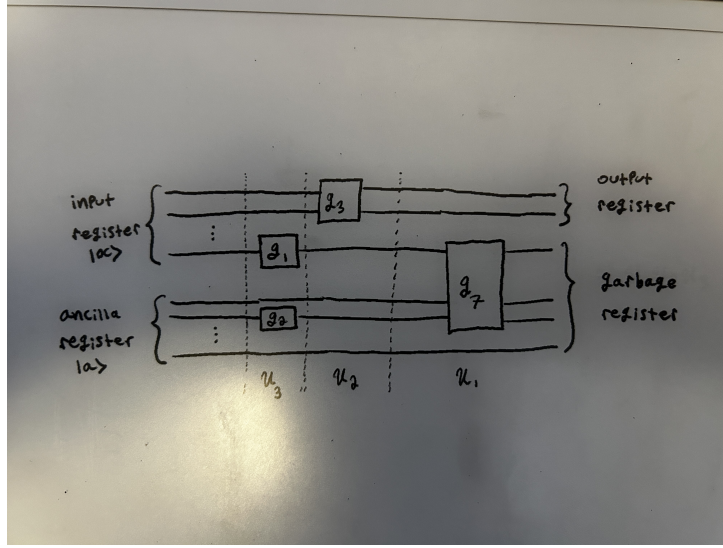 input
register
|x>
⋮
ancilla
register
|a>
⋮
g₃
g₁
g₂
g₇
output
register
garbage
register
U₃
U₂
U₁